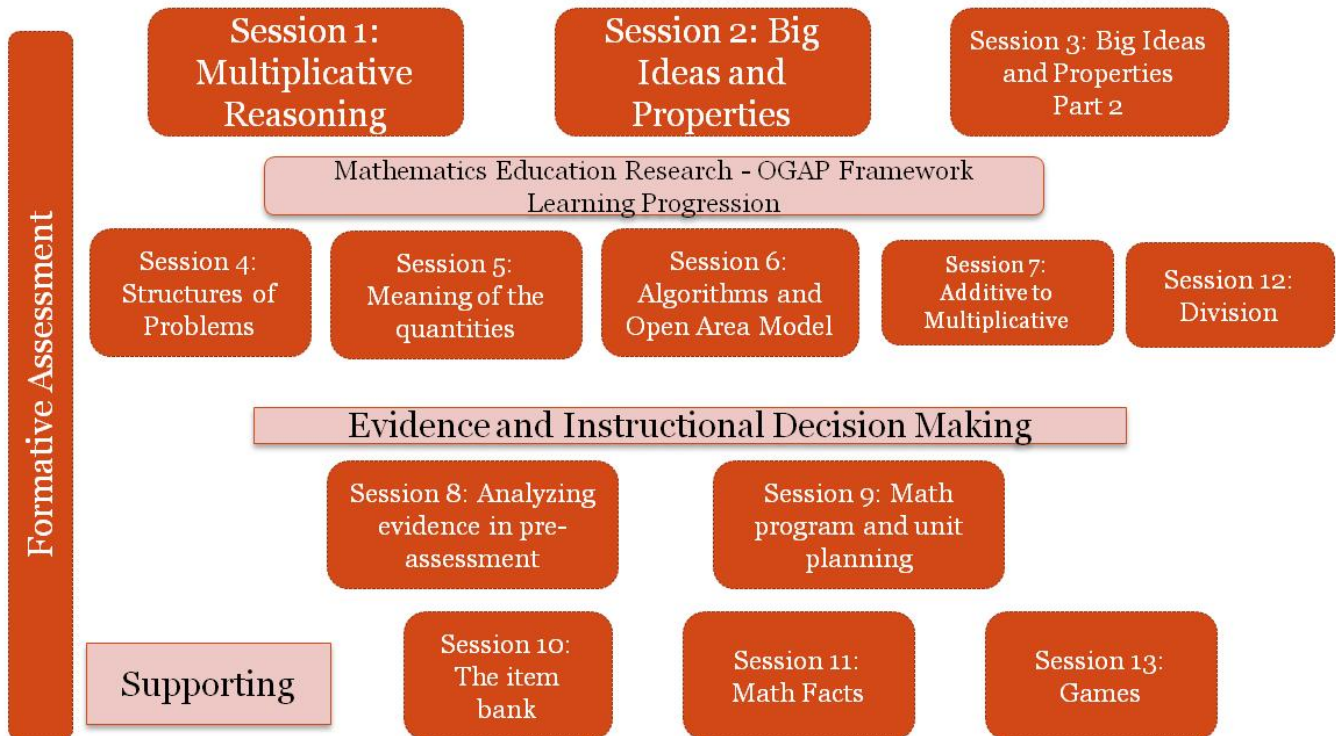 Formative Assessment
Session 1:
Multiplicative
Reasoning
Session 2: Big
Ideas and
Properties
Session 3: Big Ideas
and Properties
Part 2
Mathematics Education Research - OGAP Framework
Learning Progression
Session 4:
Structures of
Problems
Session 5:
Meaning of the
quantities
Session 6:
Algorithms and
Open Area Model
Session 7:
Additive to
Multiplicative
Session 12:
Division
Evidence and Instructional Decision Making
Session 8: Analyzing
evidence in pre-
assessment
Session 9: Math
program and unit
planning
Supporting
Session 10:
The item
bank
Session 11:
Math Facts
Session 13:
Games